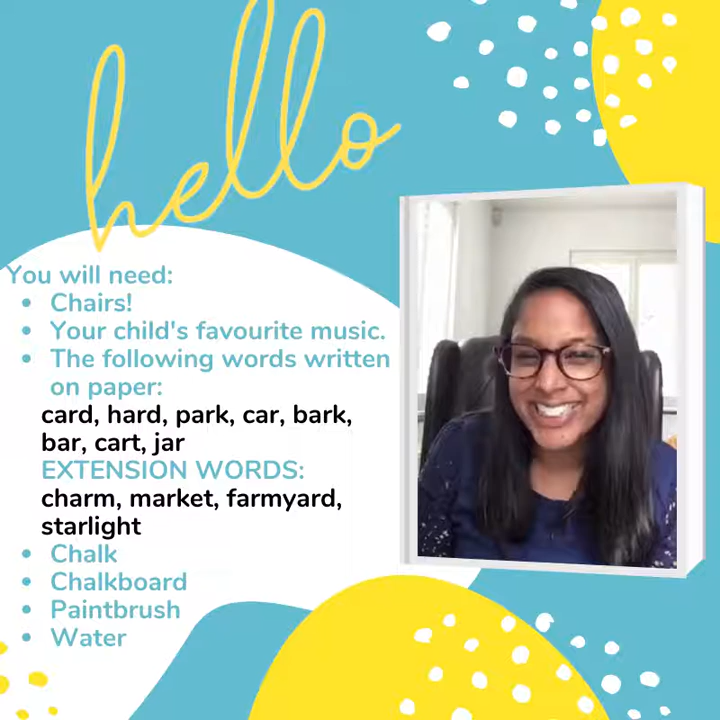 hello
You will need:
• Chairs!
• Your child's favourite music.
• The following words written
on paper:
card, hard, park, car, bark,
bar, cart, jar
EXTENSION WORDS:
charm, market, farmyard,
starlight
• Chalk
• Chalkboard
• Paintbrush
• Water